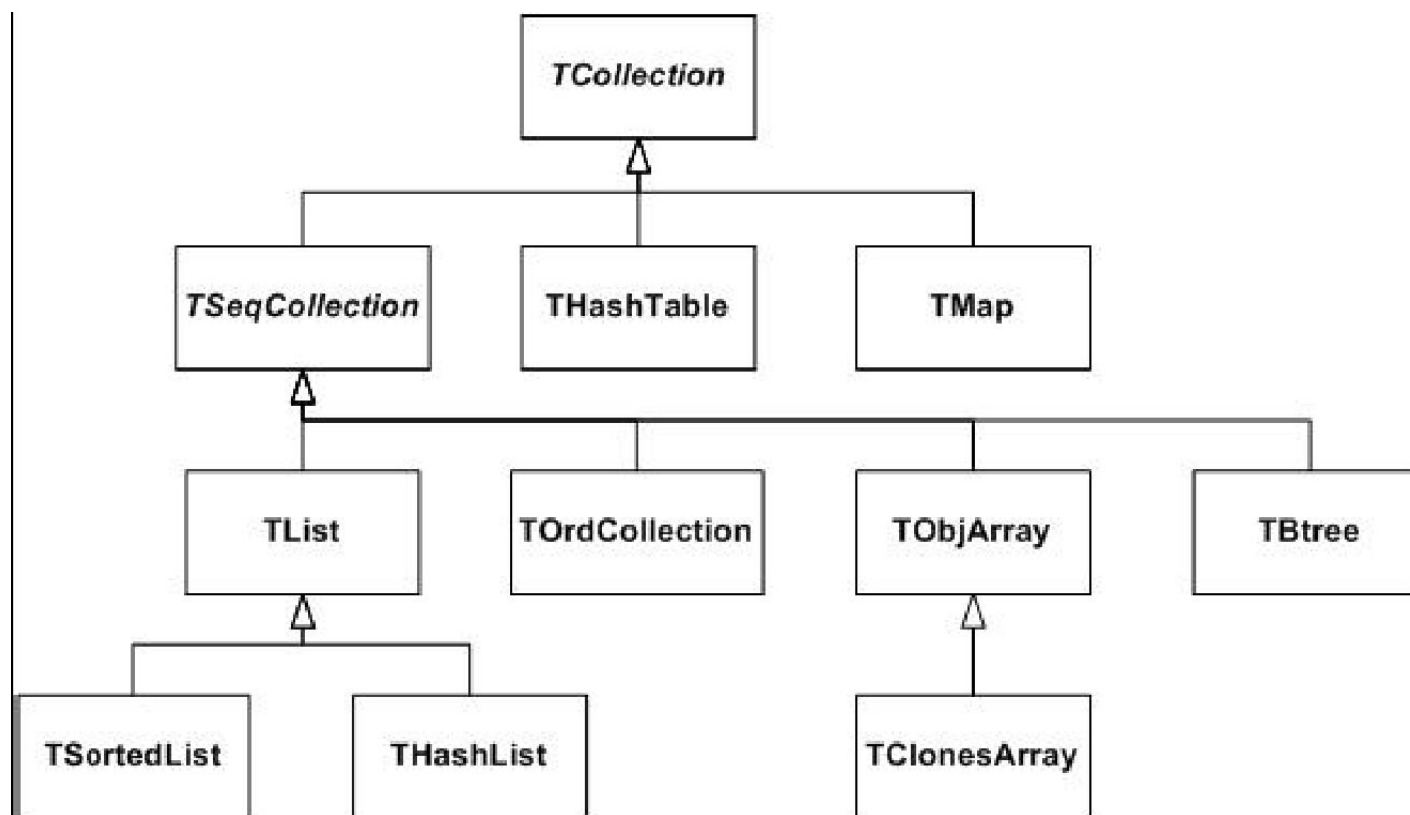 TCollection
TSeqCollection
THashTable
TMap
TList
TOrdCollection
TObjArray
TBtree
TSortedList
THashList
TClonesArray